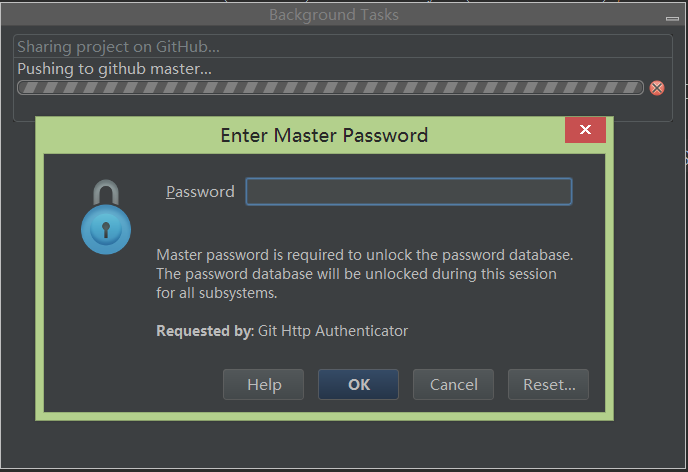 Background Tasks
Sharing project on GitHub...
Pushing to github master...
Enter Master Password
Password
Master password is required to unlock the password database.
The password database will be unlocked during this session
for all subsystems.
Requested by: Git Http Authenticator
Help
OK
Cancel
Reset...